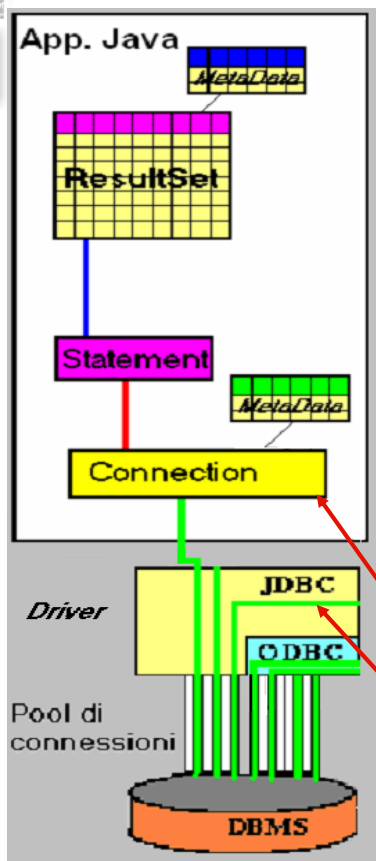 App. Java
MetaData
ResultSet
Statement
MetaData
Connection
JDBC
Driver
ODBC
Pool di
connessioni
DBMS